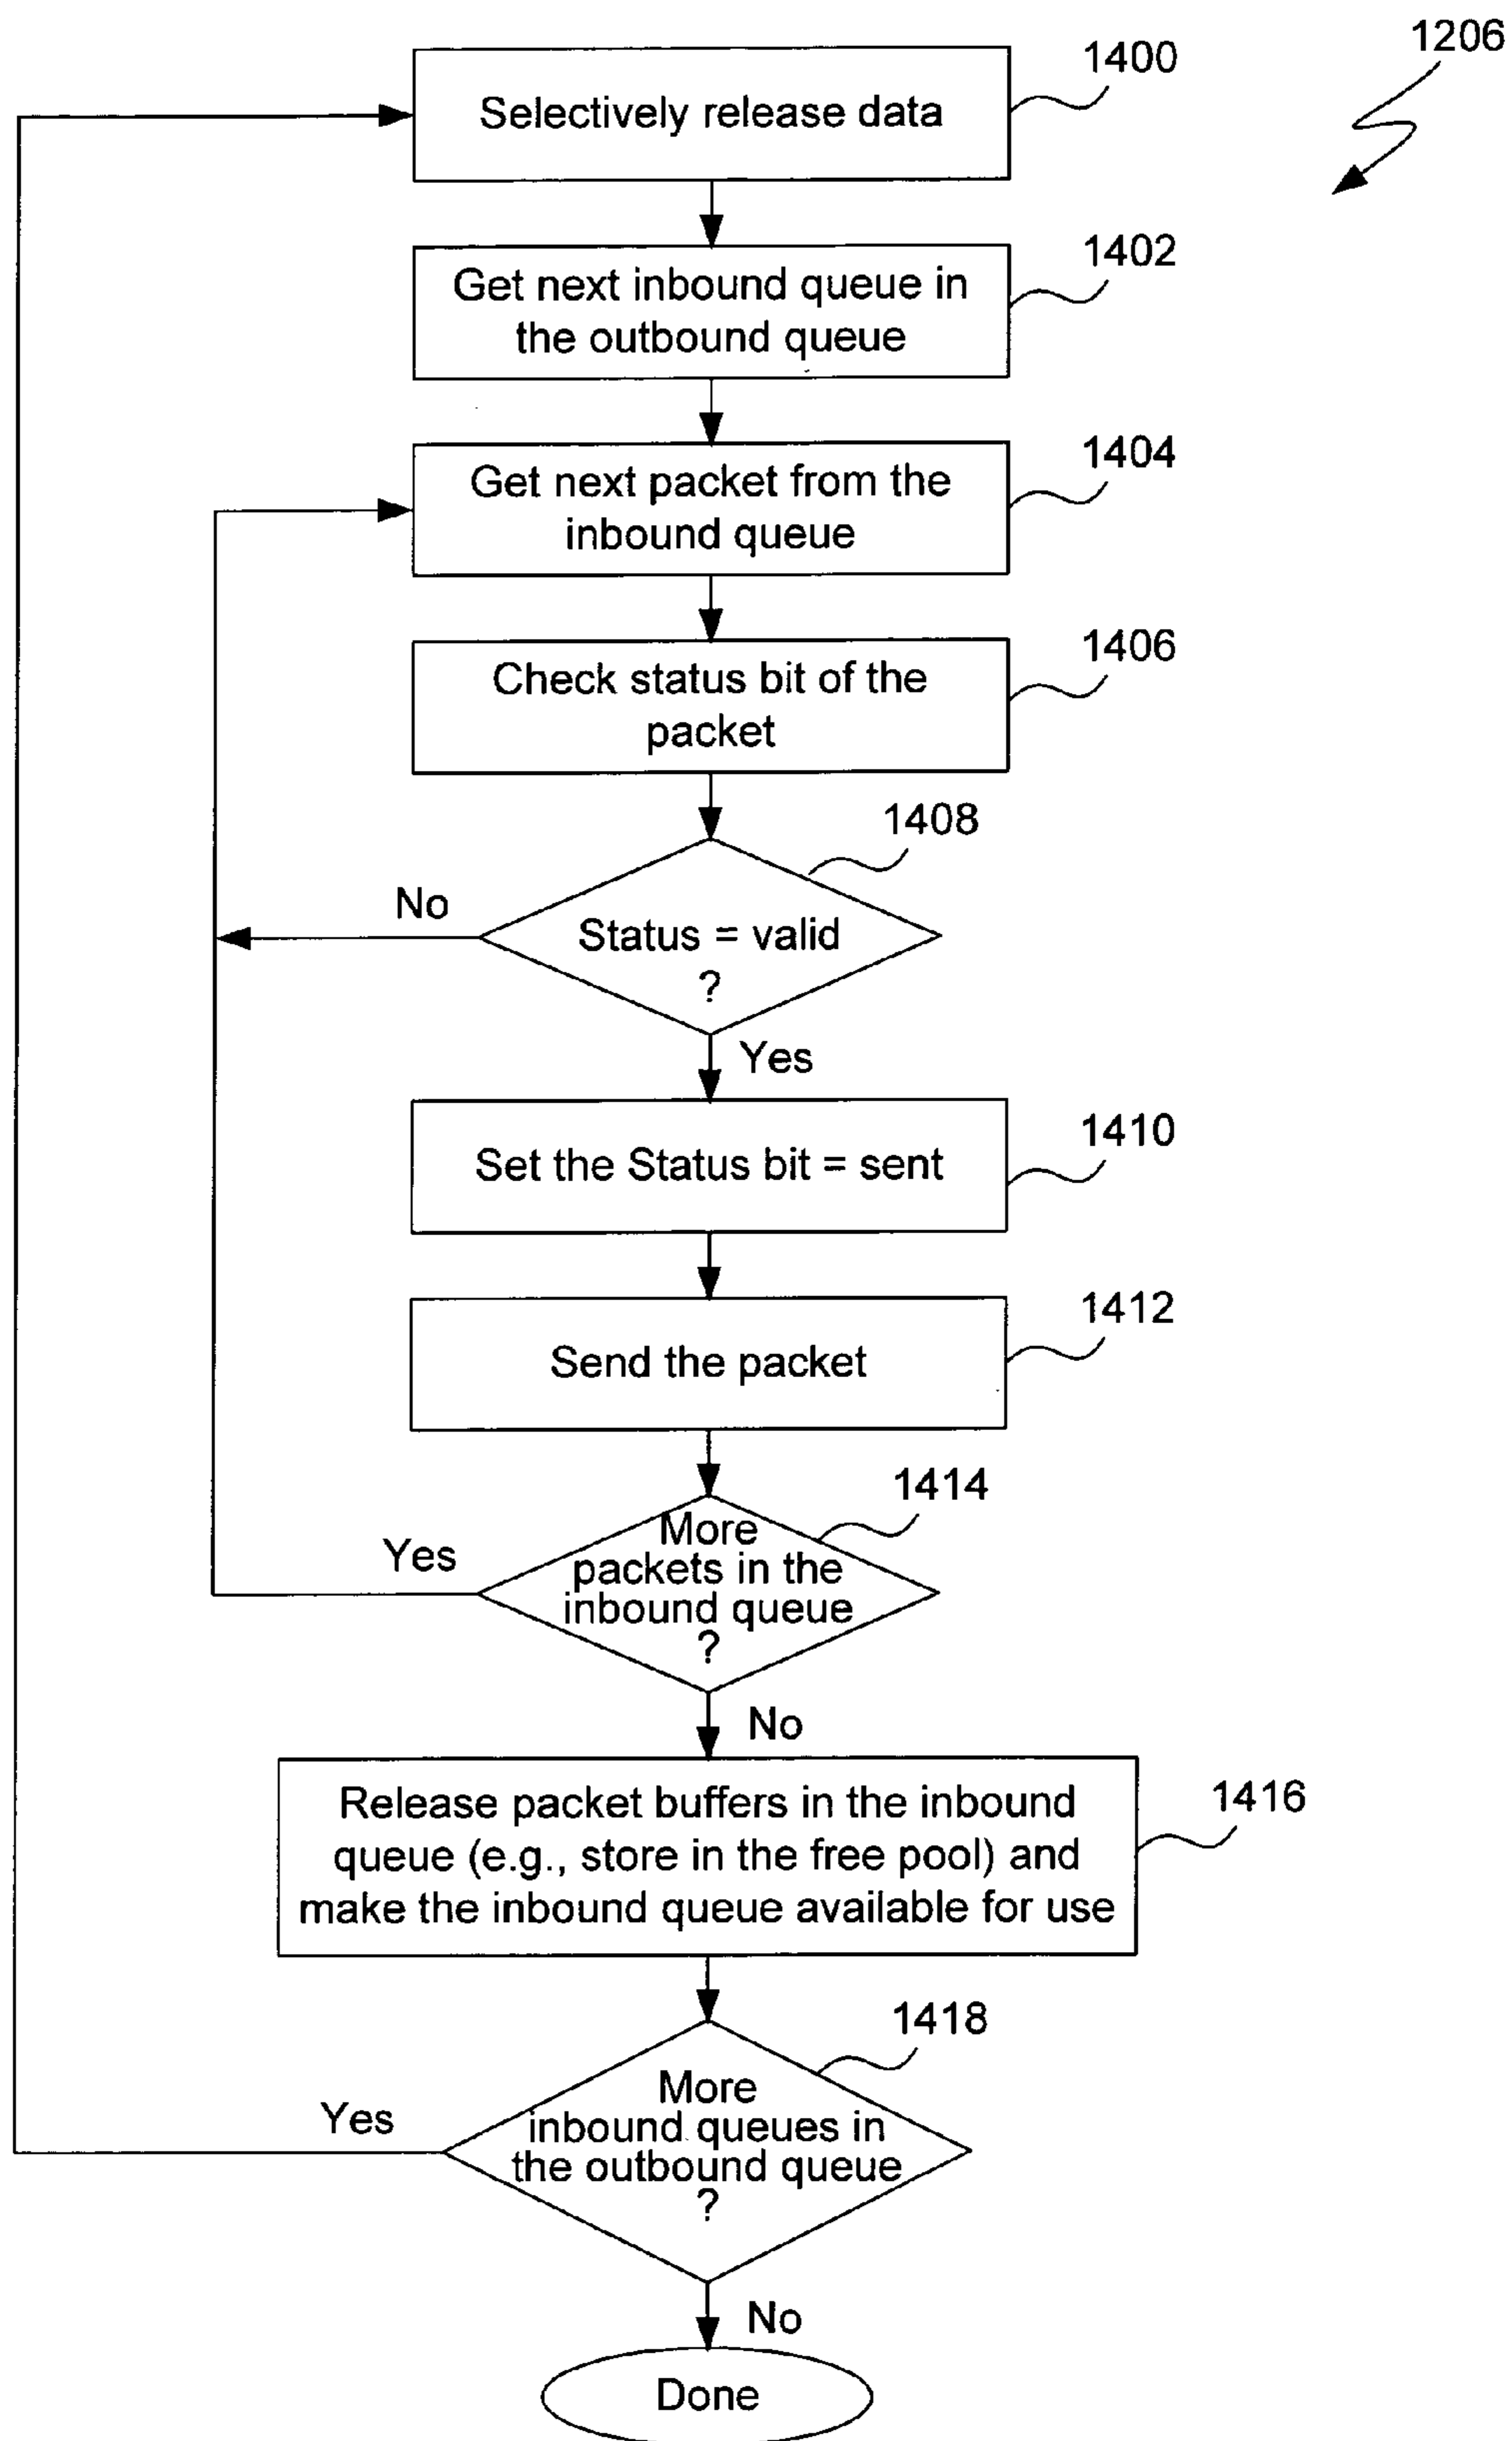 1206
1400
Selectively release data
1402
Get next inbound queue in
the outbound queue
1404
Get next packet from the
inbound queue
1406
Check status bit of the
packet
1408
No
Status = valid
?
Yes
1410
Set the Status bit = sent
1412
Send the packet
1414
Yes
More
packets in the
inbound queue
?
No
1416
Release packet buffers in the inbound
queue (e.g., store in the free pool) and
make the inbound queue available for use
1418
Yes
More
inbound queues in
the outbound queue
?
No
Done